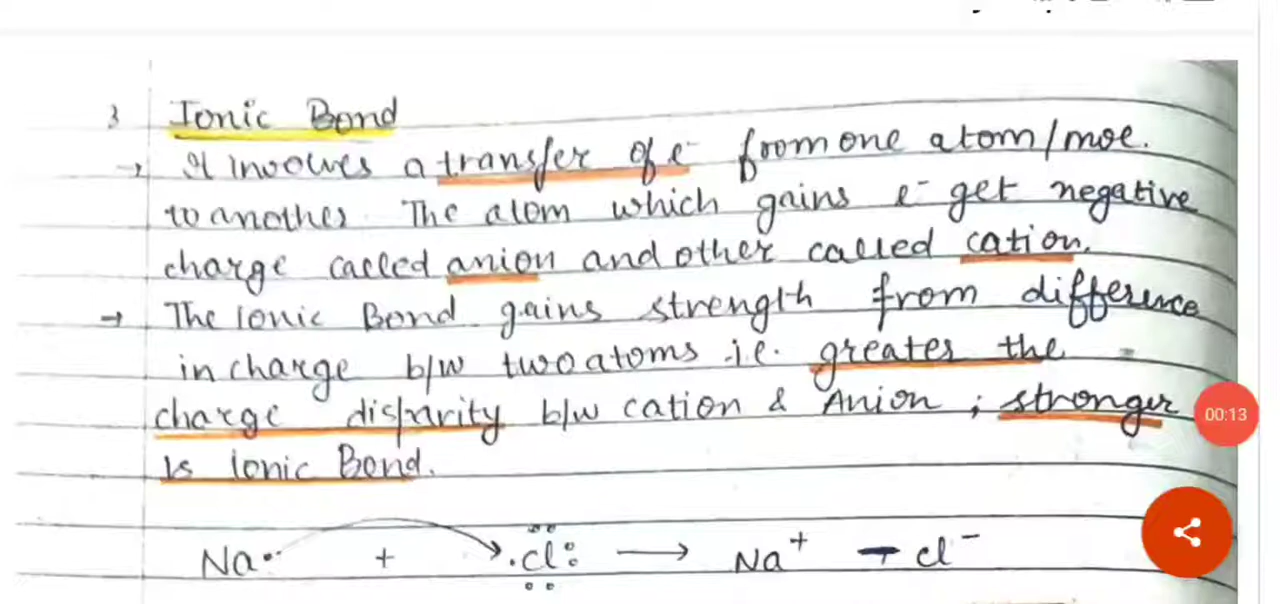 3 Ionic Bond
→ It involves a transfer of e⁻ from one atom/moe.
to another. The atom which gains e⁻ get negative
charge called anion and other called cation.
→ The ionic Bond gains strength from difference
in charge b/w two atoms i.e. greater the
charge disparity b/w cation & Anion ; stronger
is ionic Bond.
00:13
Na·· + .Cl: → Na⁺ – Cl⁻